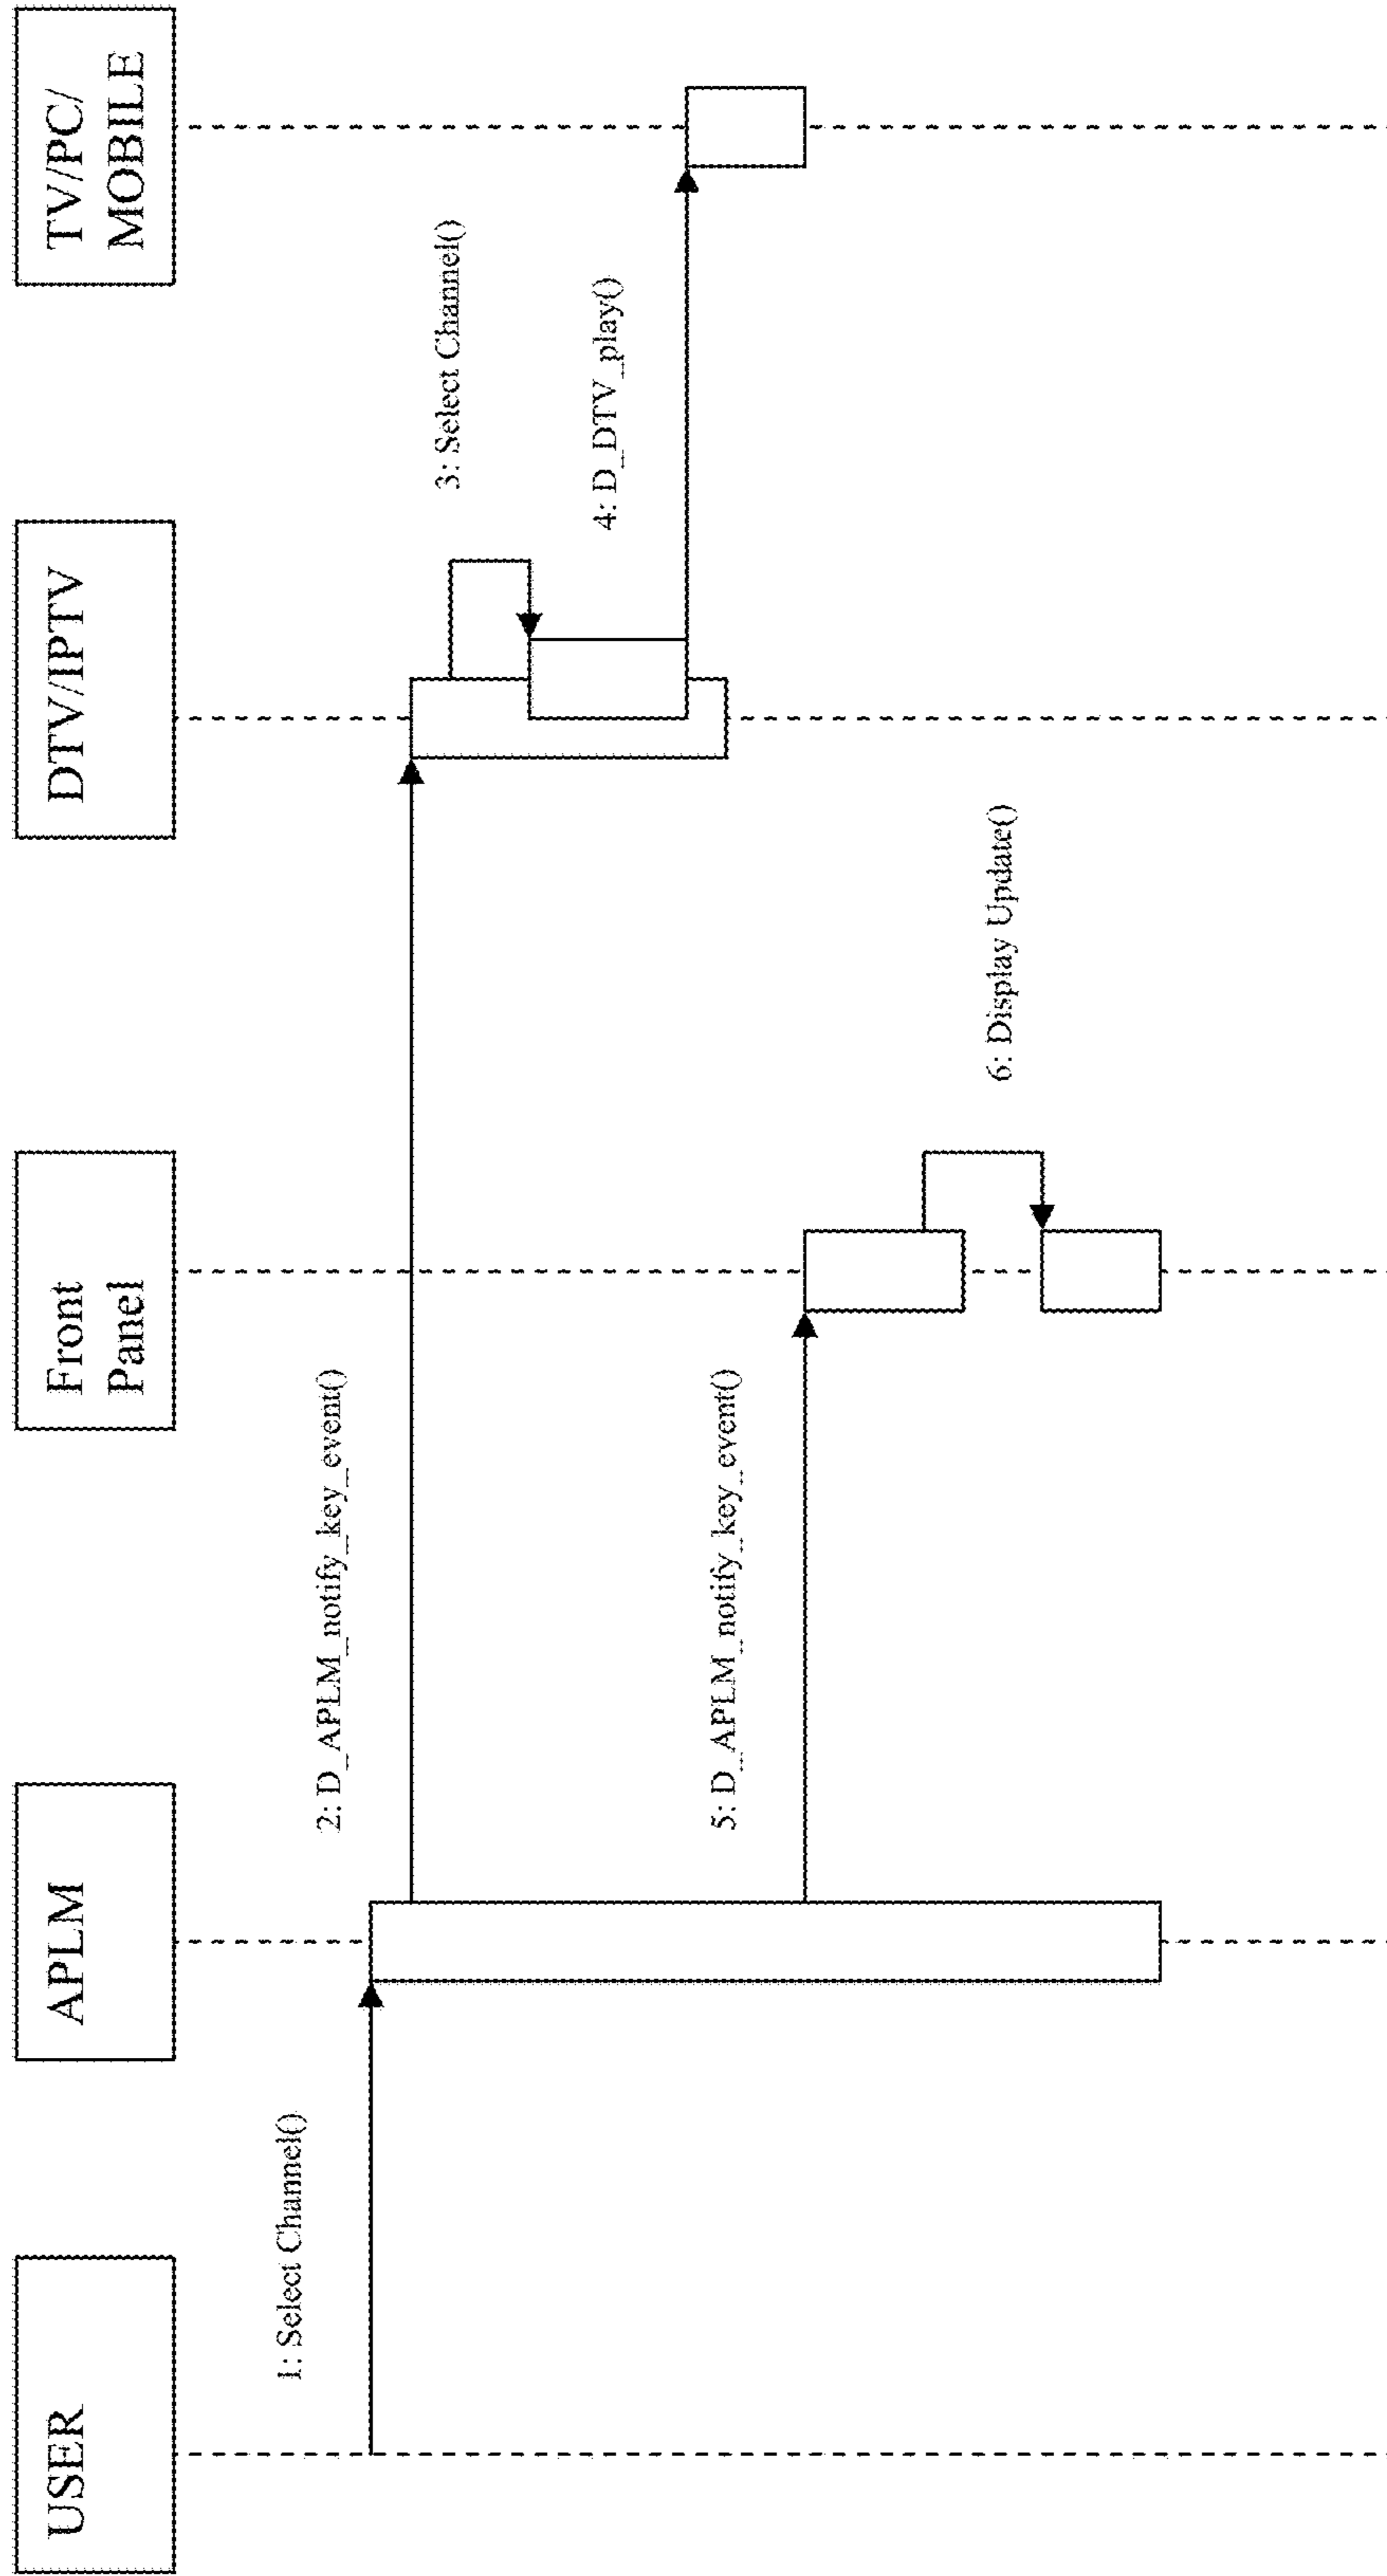 USER
APLM
Front
Panel
DTV/IPTV
TV/PC/
MOBILE
1: Select Channel()
2: D_APLM_notify_key_event()
3: Select Channel()
4: D_DTV_play()
5: D_APLM_notify_key_event()
6: Display Update()